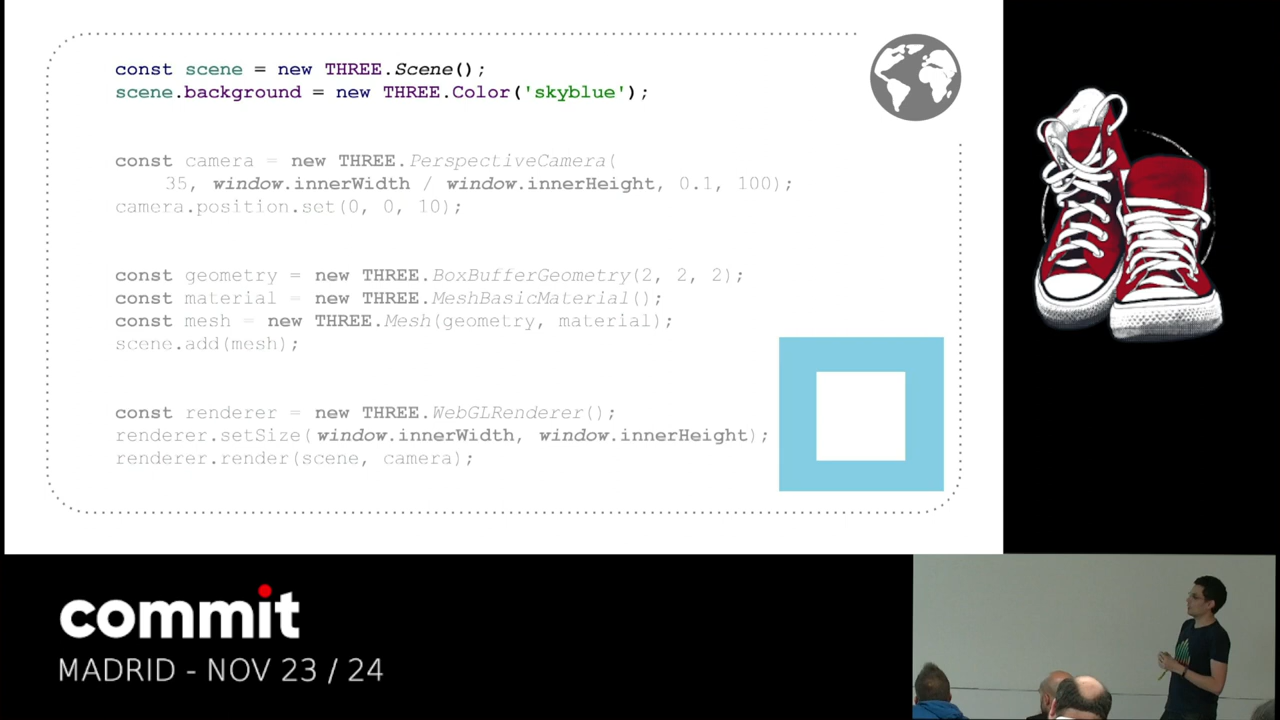 const scene = new THREE.Scene();
scene.background = new THREE.Color('skyblue');
const camera = new THREE.PerspectiveCamera(
35, window.innerWidth / window.innerHeight, 0.1, 100);
camera.position.set(0, 0, 10);
const geometry = new THREE.BoxBufferGeometry(2, 2, 2);
const material = new THREE.MeshBasicMaterial();
const mesh = new THREE.Mesh(geometry, material);
scene.add(mesh);
const renderer = new THREE.WebGLRenderer();
renderer.setSize(window.innerWidth, window.innerHeight);
renderer.render(scene, camera);
commit
MADRID - NOV 23 / 24